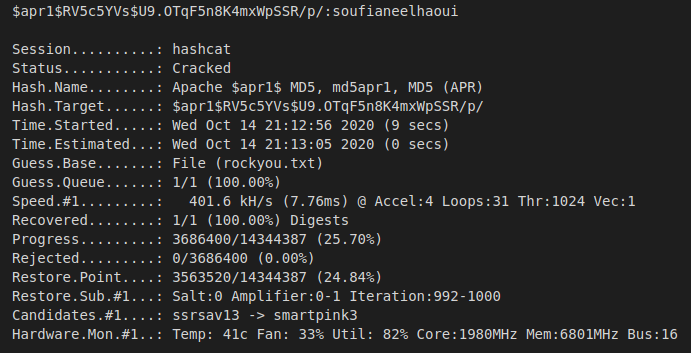 $apr1$RV5c5YVs$U9.OTqF5n8K4mxWpSSR/p/:soufianeelhaoui
Session..........: hashcat
Status...........: Cracked
Hash.Name........: Apache $apr1$ MD5, md5apr1, MD5 (APR)
Hash.Target......: $apr1$RV5c5YVs$U9.OTqF5n8K4mxWpSSR/p/
Time.Started.....: Wed Oct 14 21:12:56 2020 (9 secs)
Time.Estimated...: Wed Oct 14 21:13:05 2020 (0 secs)
Guess.Base.......: File (rockyou.txt)
Guess.Queue......: 1/1 (100.00%)
Speed.#1.........:   401.6 kH/s (7.76ms) @ Accel:4 Loops:31 Thr:1024 Vec:1
Recovered........: 1/1 (100.00%) Digests
Progress.........: 3686400/14344387 (25.70%)
Rejected.........: 0/3686400 (0.00%)
Restore.Point....: 3563520/14344387 (24.84%)
Restore.Sub.#1...: Salt:0 Amplifier:0-1 Iteration:992-1000
Candidates.#1....: ssrsav13 -> smartpink3
Hardware.Mon.#1..: Temp: 41c Fan: 33% Util: 82% Core:1980MHz Mem:6801MHz Bus:16